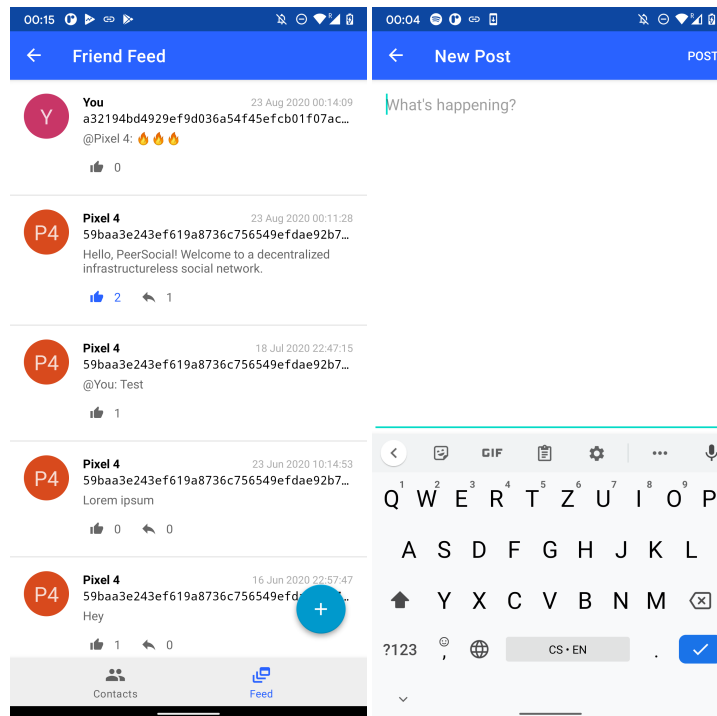 00:15
Friend Feed
Y
You
23 Aug 2020 00:14:09
a32194bd4929ef9d036a54f45efcb01f07ac…
@Pixel 4: 🔥🔥🔥
0
P4
Pixel 4
23 Aug 2020 00:11:28
59baa3e243ef619a8736c756549efdae92b7…
Hello, PeerSocial! Welcome to a decentralized
infrastructureless social network.
2 1
P4
Pixel 4
18 Jul 2020 22:47:15
59baa3e243ef619a8736c756549efdae92b7…
@You: Test
1
P4
Pixel 4
23 Jun 2020 10:14:53
59baa3e243ef619a8736c756549efdae92b7…
Lorem ipsum
0 0
P4
Pixel 4
16 Jun 2020 22:57:47
59baa3e243ef619a8736c756549efd
Hey
1 0
+
Contacts Feed
00:04
R
New Post
POST
What's happening?
GIF
1 2 3 4 5 6 7 8 9
Q W E R T Z U I O P
A S D F G H J K L
Y X C V B N M
?123 , CS • EN .